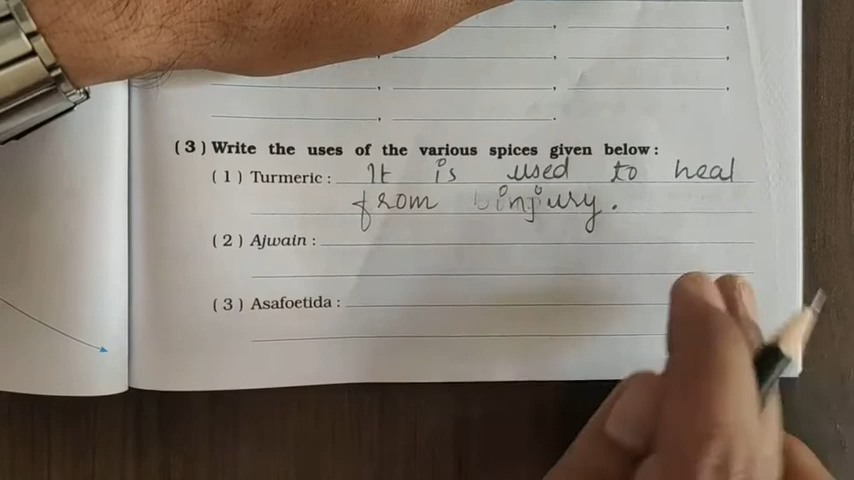 (3) Write the uses of the various spices given below:
(1) Turmeric: It is used to heal
from injury.
(2) Ajwain:
(3) Asafoetida: